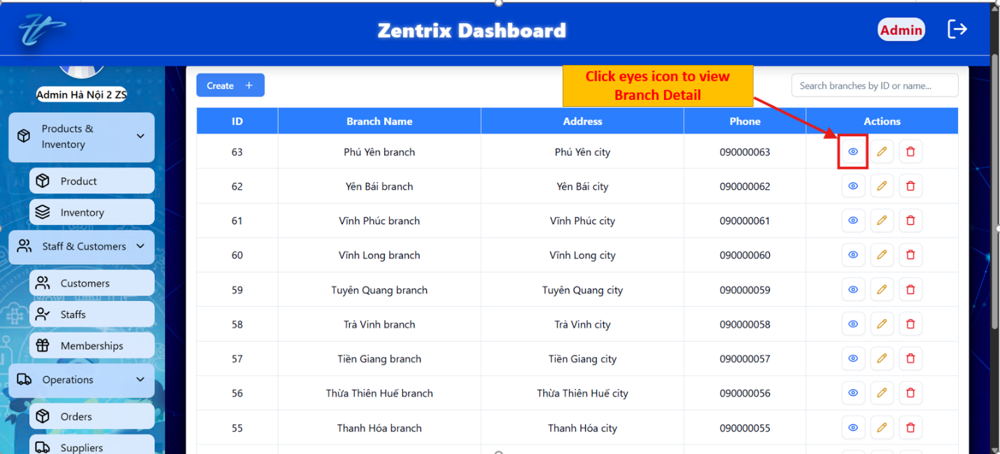 Zentrix Dashboard
Admin
Admin Hà Nội 2 ZS
Products &
Inventory
Product
Inventory
Staff & Customers
Customers
Staffs
Memberships
Operations
Orders
Suppliers
Create +
Click eyes icon to view
Branch Detail
Search branches by ID or name...
ID Branch Name Address Phone Actions
63 Phú Yên branch Phú Yên city 090000063
62 Yên Bái branch Yên Bái city 090000062
61 Vĩnh Phúc branch Vĩnh Phúc city 090000061
60 Vĩnh Long branch Vĩnh Long city 090000060
59 Tuyên Quang branch Tuyên Quang city 090000059
58 Trà Vinh branch Trà Vinh city 090000058
57 Tiền Giang branch Tiền Giang city 090000057
56 Thừa Thiên Huế branch Thừa Thiên Huế city 090000056
55 Thanh Hóa branch Thanh Hóa city 090000055